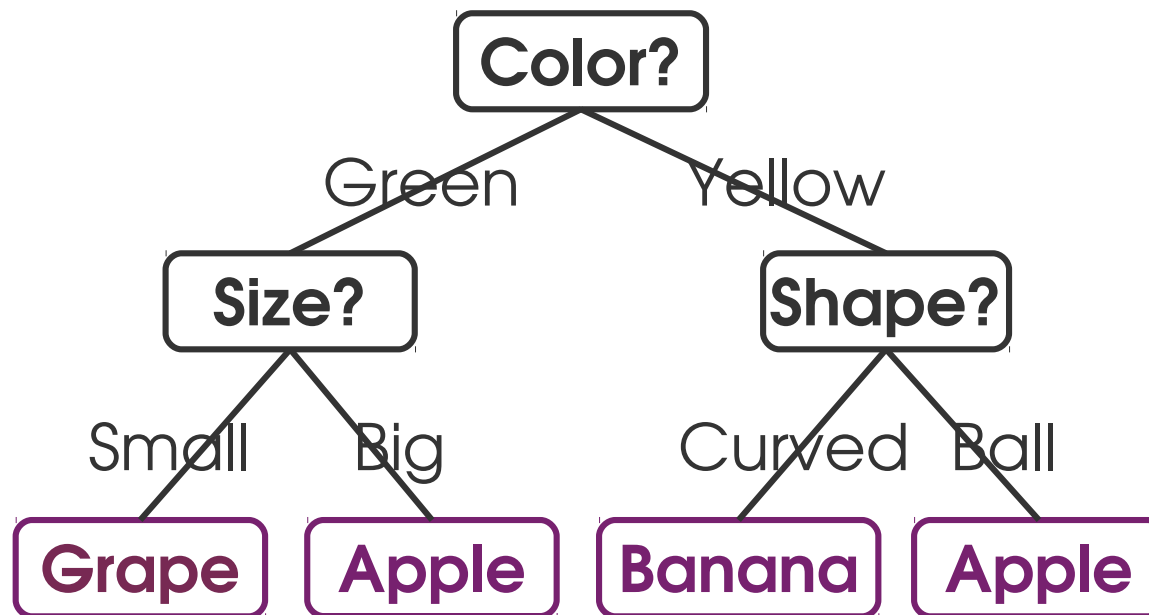 Color?
Green Yellow
Size? Shape?
Small Big Curved Ball
Grape Apple Banana Apple